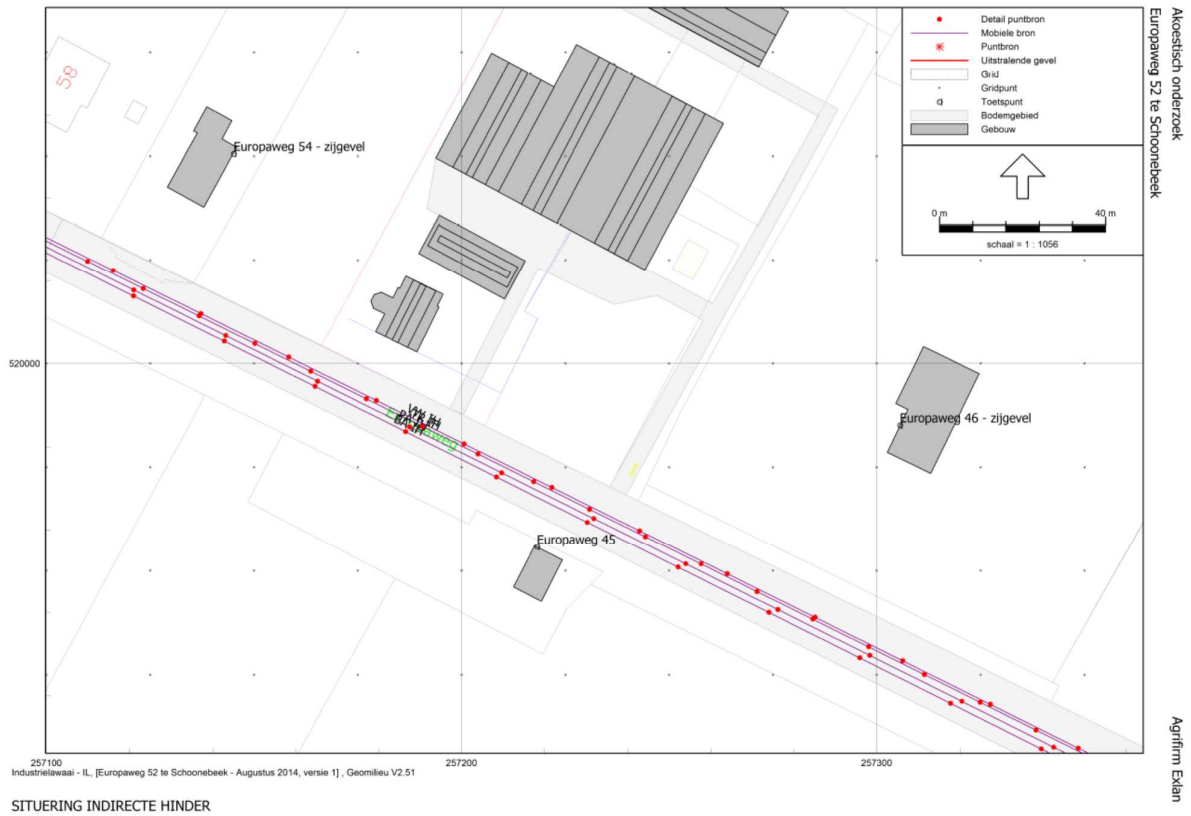 Akoestisch onderzoek
Europaweg 52 te Schoonebeek
Detail puntbron
Mobiele bron
Puntbron
Uitstralende gevel
Grid
Gridpunt
Toetspunt
Bodemgebied
Gebouw
0 m 40 m
schaal = 1 : 1056
58
Europaweg 54 - zijgevel
520000
Europaweg 46 - zijgevel
Europaweg 45
257100 257200 257300
Industrielawaai - IL, [Europaweg 52 te Schoonebeek - Augustus 2014, versie 1] , Geomilieu V2.51
SITUERING INDIRECTE HINDER
Agrifirm Exlan